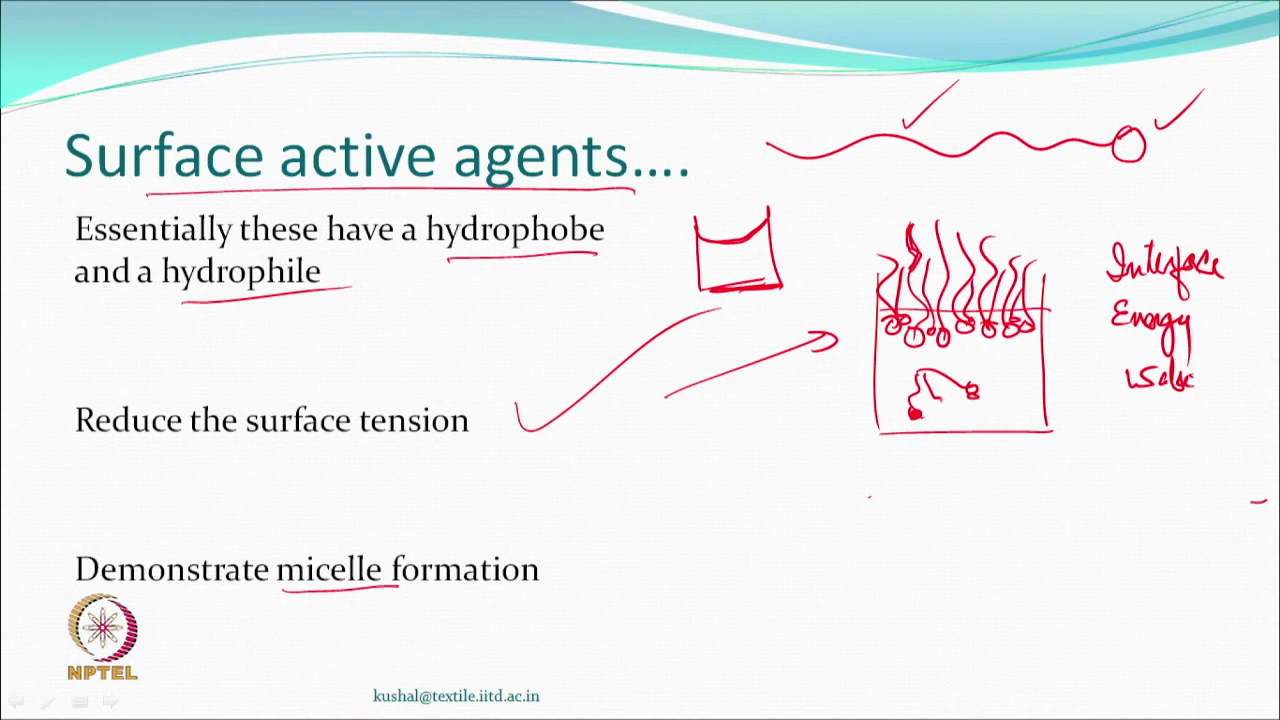 Surface active agents....
Essentially these have a hydrophobe
and a hydrophile
Reduce the surface tension
Demonstrate micelle formation
Interface
Energy
NPTEL
kushal@textile.iitd.ac.in